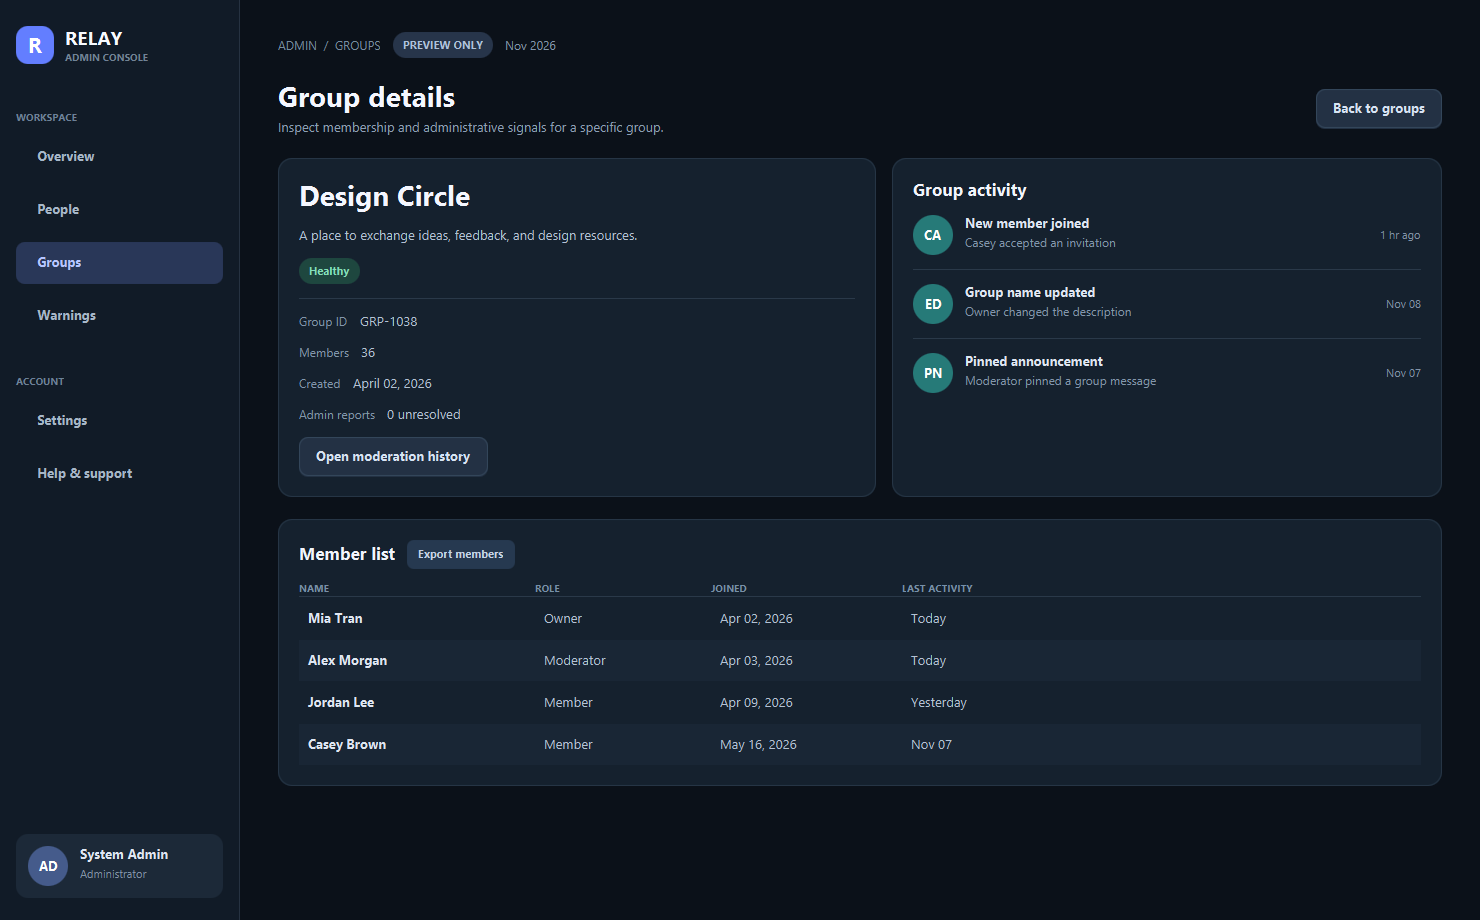 R
RELAY
ADMIN CONSOLE
WORKSPACE
Overview
People
Groups
Warnings
ACCOUNT
Settings
Help & support
AD
System Admin
Administrator
ADMIN / GROUPS PREVIEW ONLY Nov 2026
Group details
Inspect membership and administrative signals for a specific group.
Back to groups
Design Circle
A place to exchange ideas, feedback, and design resources.
Healthy
Group ID GRP-1038
Members 36
Created April 02, 2026
Admin reports 0 unresolved
Open moderation history
Group activity
CA
New member joined
Casey accepted an invitation
1 hr ago
ED
Group name updated
Owner changed the description
Nov 08
PN
Pinned announcement
Moderator pinned a group message
Nov 07
Member list Export members
NAME ROLE JOINED LAST ACTIVITY
Mia Tran Owner Apr 02, 2026 Today
Alex Morgan Moderator Apr 03, 2026 Today
Jordan Lee Member Apr 09, 2026 Yesterday
Casey Brown Member May 16, 2026 Nov 07